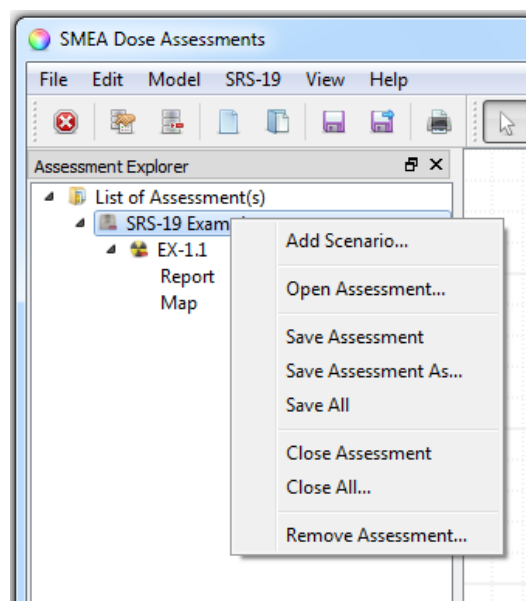 SMEA Dose Assessments
File Edit Model SRS-19 View Help
Assessment Explorer
List of Assessment(s)
SRS-19
EX-1.1
Report
Map
Add Scenario...
Open Assessment...
Save Assessment
Save Assessment As...
Save All
Close Assessment
Close All...
Remove Assessment...